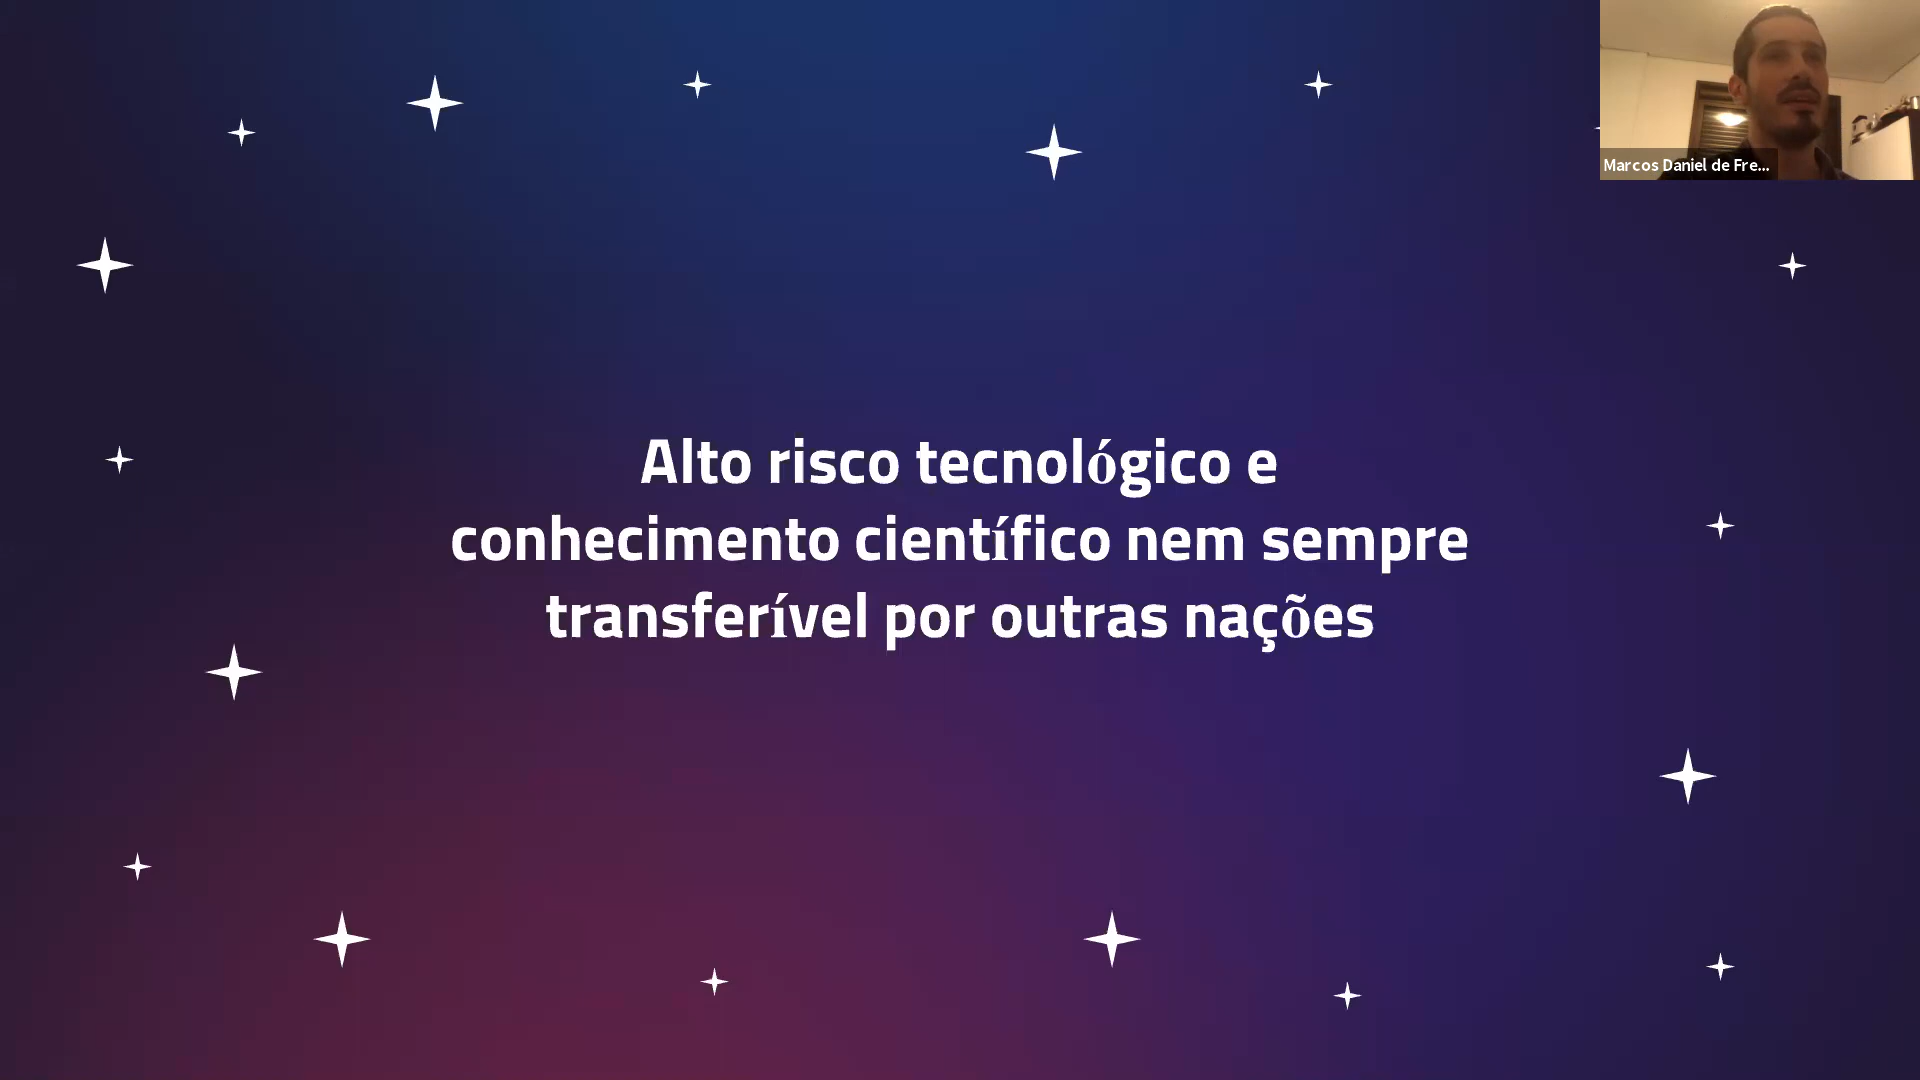 Marcos Daniel de Fre...
Alto risco tecnológico e
conhecimento científico nem sempre
transferível por outras nações